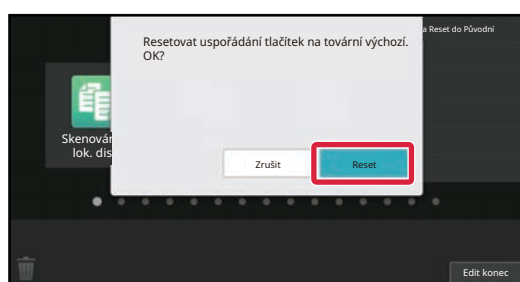 a Reset do Původní
Resetovat uspořádání tlačítek na tovární výchozí.
OK?
Skenovár
lok. dis
Zrušit
Reset
Edit konec